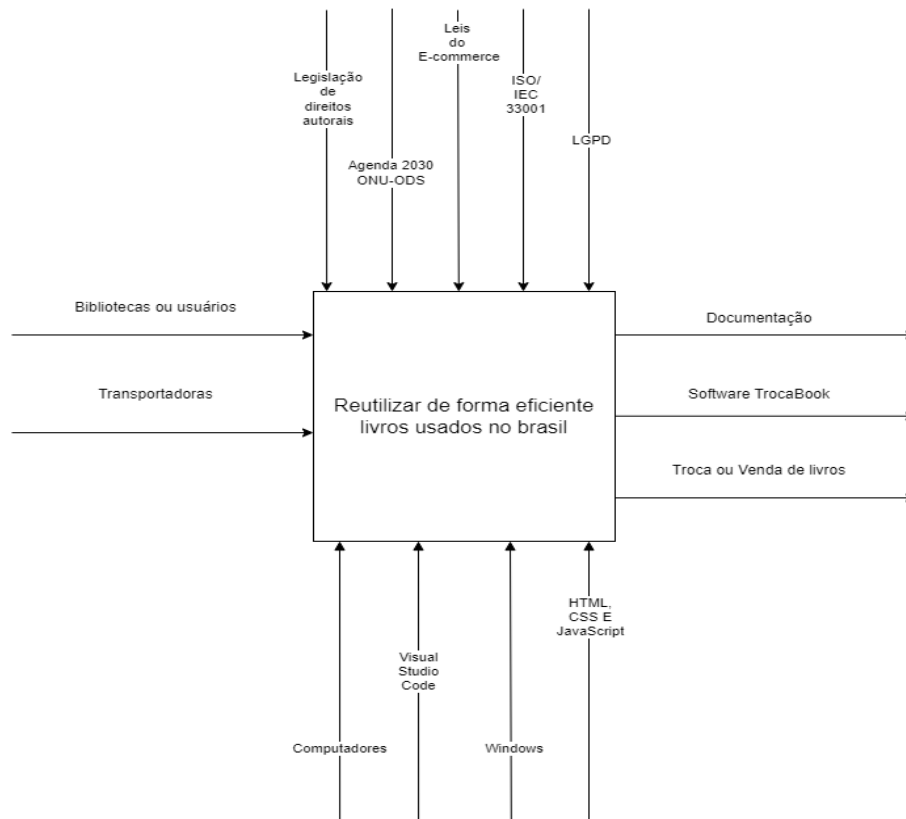 Leis
do
E-commerce
Legislação
de
direitos
autorais
ISO/
IEC
33001
LGPD
Agenda 2030
ONU-ODS
Bibliotecas ou usuários
Transportadoras
Reutilizar de forma eficiente
livros usados no brasil
Documentação
Software TrocaBook
Troca ou Venda de livros
HTML,
CSS E
JavaScript
Visual
Studio
Code
Computadores
Windows